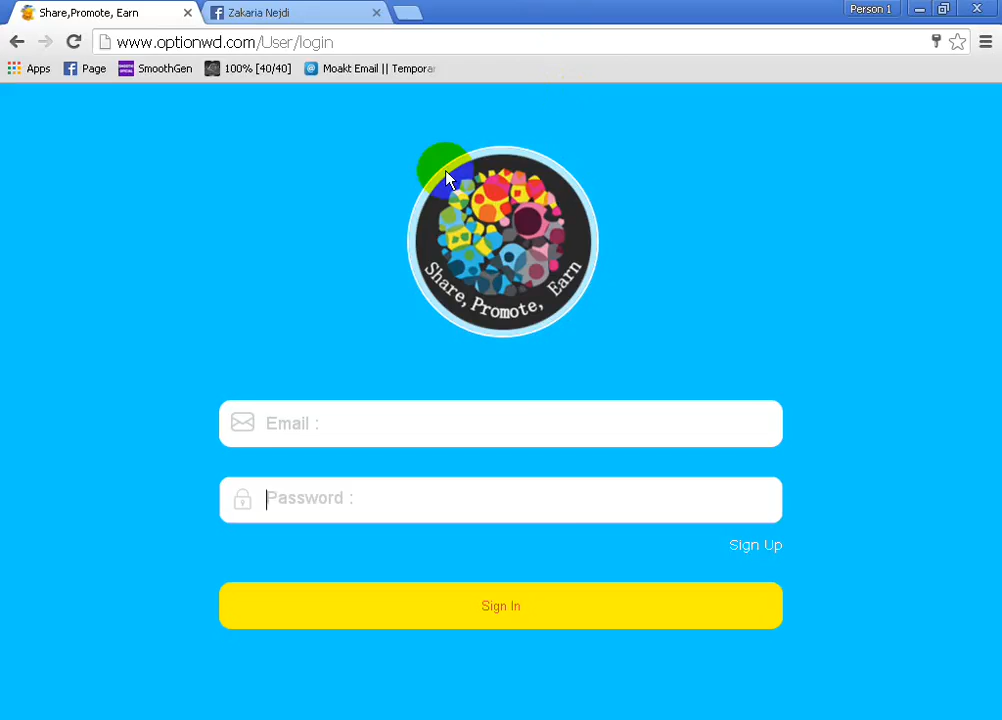 Share,Promote, Earn
Zakaria Nejdi
Person 1
www.optionwd.com/User/login
Apps
Page
SmoothGen
100% [40/40]
Moakt Email || Tempora
Share,Promote, Earn
Email :
Password :
Sign Up
Sign In